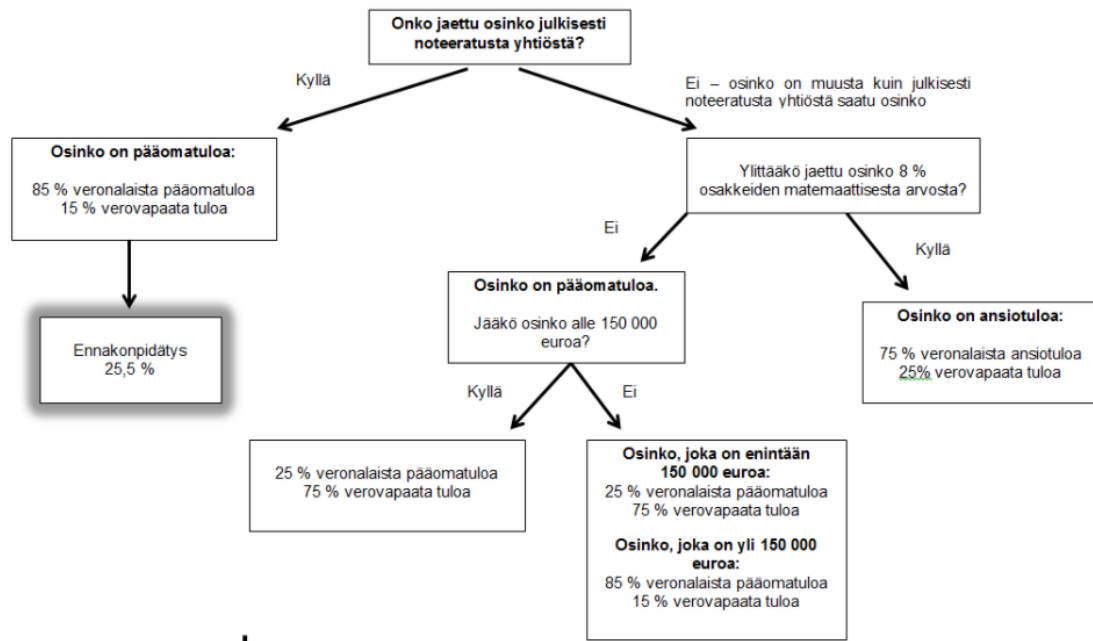 Onko jaettu osinko julkisesti
noteeratusta yhtiöstä?
Kyllä
Ei – osinko on muusta kuin julkisesti
noteeratusta yhtiöstä saatu osinko
Osinko on pääomatuloa:
85 % veronalaista pääomatuloa
15 % verovapaata tuloa
Ylittääkö jaettu osinko 8 %
osakkeiden matemaattisesta arvosta?
Ei
Kyllä
Osinko on pääomatuloa.
Jääkö osinko alle 150 000
euroa?
Osinko on ansiotuloa:
75 % veronalaista ansiotuloa
25% verovapaata tuloa
Ennakonpidätys
25,5 %
Kyllä
Ei
25 % veronalaista pääomatuloa
75 % verovapaata tuloa
Osinko, joka on enintään
150 000 euroa:
25 % veronalaista pääomatuloa
75 % verovapaata tuloa
Osinko, joka on yli 150 000
euroa:
85 % veronalaista pääomatuloa
15 % verovapaata tuloa